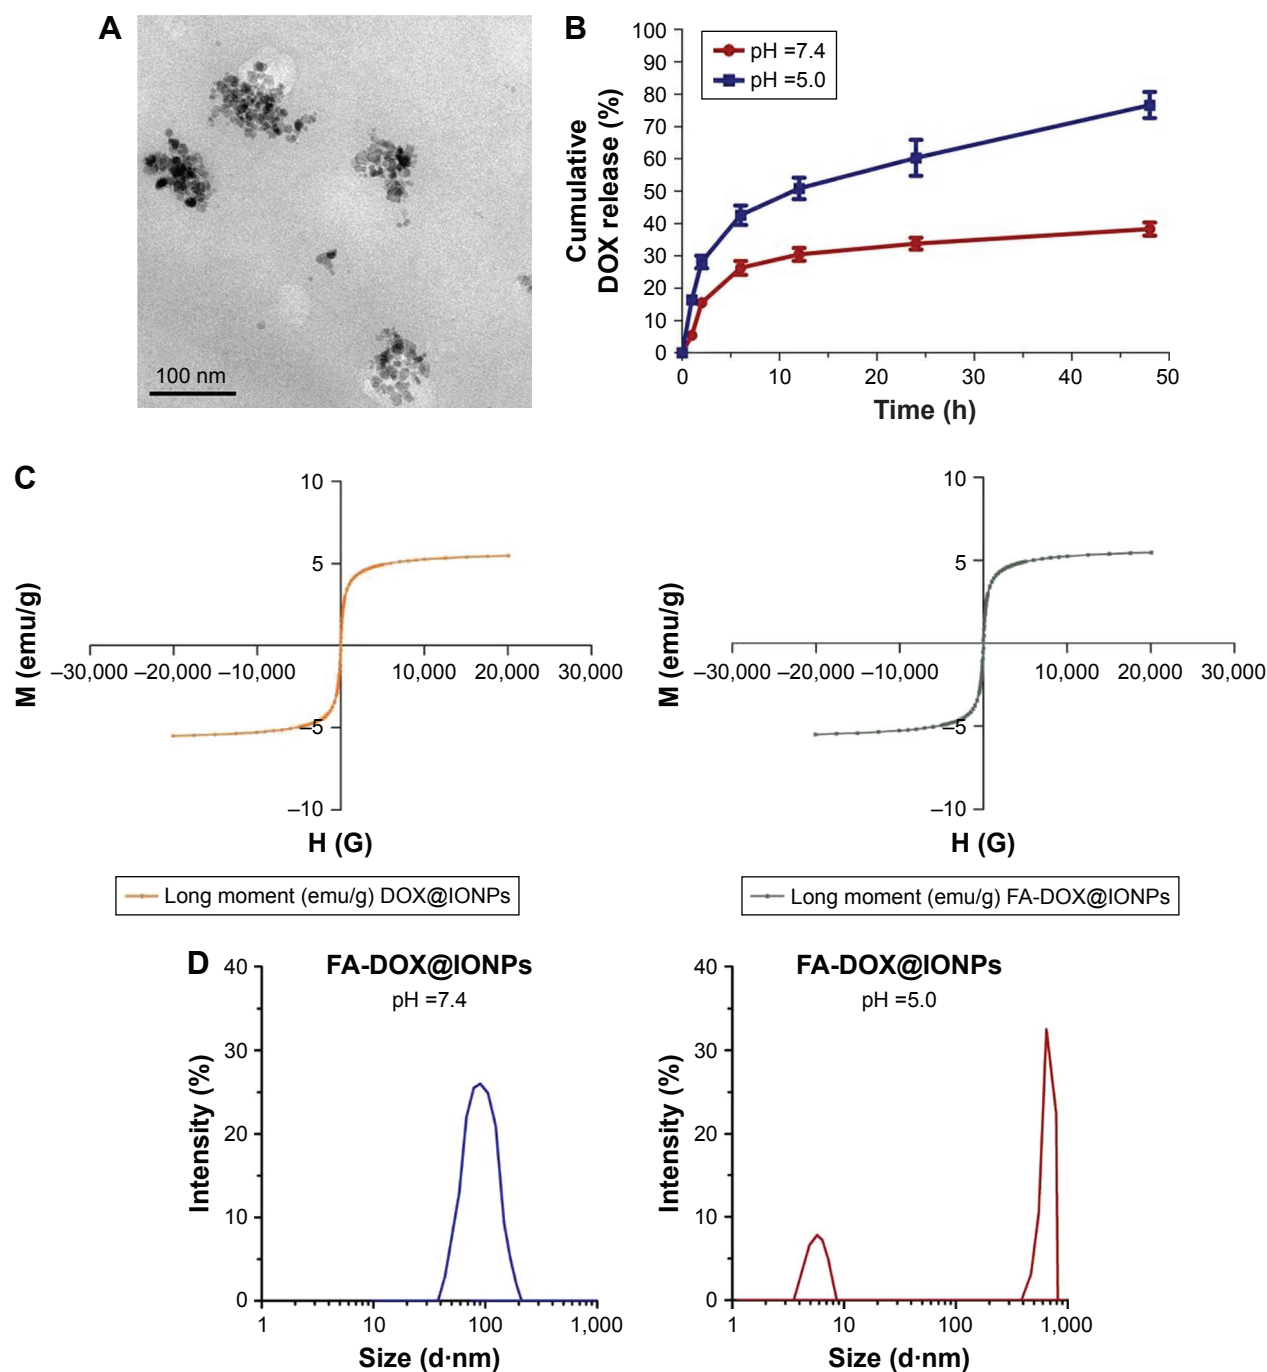 A
100 nm
B
Cumulative
DOX release (%)
100
90
80
70
60
50
40
30
20
10
0
pH =7.4
pH =5.0
0 10 20 30 40 50
Time (h)
C
M (emu/g)
10
5
–30,000 –20,000 –10,000 10,000 20,000 30,000
–5
–10
H (G)
Long moment (emu/g) DOX@IONPs
M (emu/g)
10
5
–30,000 –20,000 –10,000 10,000 20,000 30,000
–5
–10
H (G)
Long moment (emu/g) FA-DOX@IONPs
D
FA-DOX@IONPs
pH =7.4
Intensity (%)
40
30
20
10
0
1 10 100 1,000
Size (d·nm)
FA-DOX@IONPs
pH =5.0
Intensity (%)
40
30
20
10
0
1 10 100 1,000
Size (d·nm)